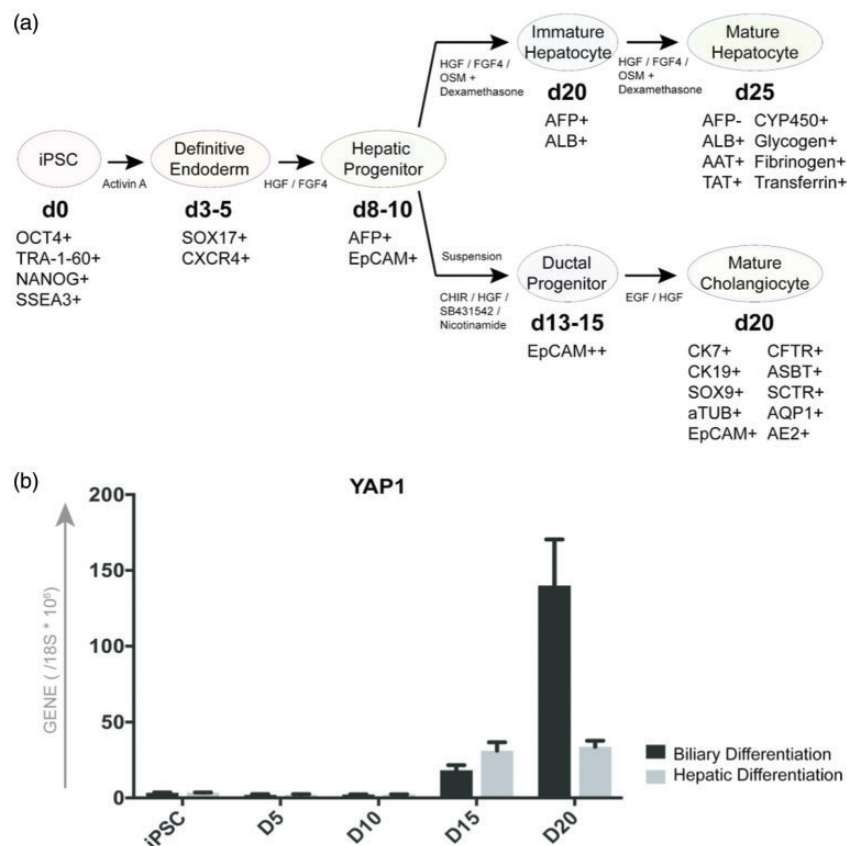 (a)
iPSC
d0
OCT4+
TRA-1-60+
NANOG+
SSEA3+
Activin A
Definitive
Endoderm
d3-5
SOX17+
CXCR4+
HGF / FGF4
Hepatic
Progenitor
d8-10
AFP+
EpCAM+
HGF / FGF4 /
OSM +
Dexamethasone
Immature
Hepatocyte
d20
AFP+
ALB+
HGF / FGF4 /
OSM +
Dexamethasone
Mature
Hepatocyte
d25
AFP- CYP450+
ALB+ Glycogen+
AAT+ Fibrinogen+
TAT+ Transferrin+
Suspension
CHIR / HGF /
SB431542 /
Nicotinamide
Ductal
Progenitor
d13-15
EpCAM++
EGF / HGF
Mature
Cholangiocyte
d20
CK7+ CFTR+
CK19+ ASBT+
SOX9+ SCTR+
aTUB+ AQP1+
EpCAM+ AE2+
(b)
YAP1
GENE ( /18S * 10⁶)
200
150
100
50
0
iPSC
D5
D10
D15
D20
Biliary Differentiation
Hepatic Differentiation